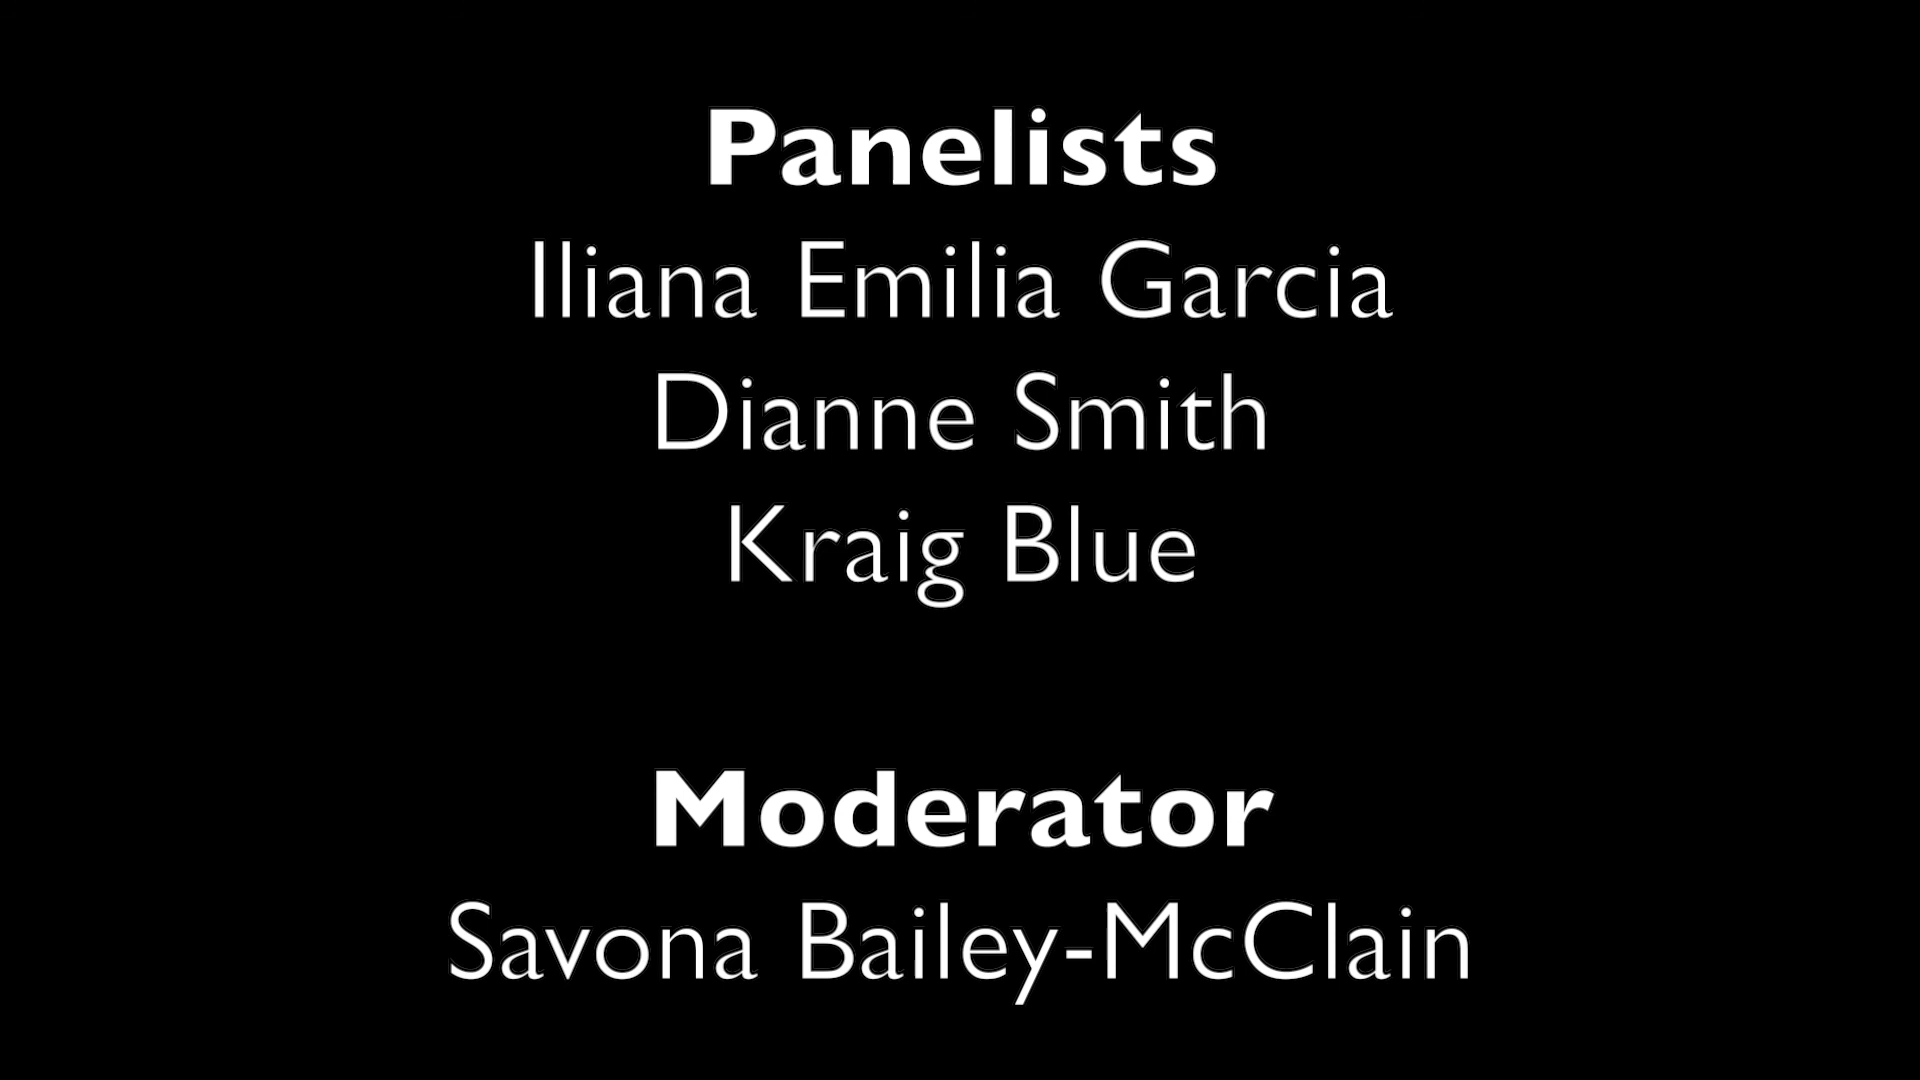 Panelists
Iliana Emilia Garcia
Dianne Smith
Kraig Blue
Moderator
Savona Bailey-McClain